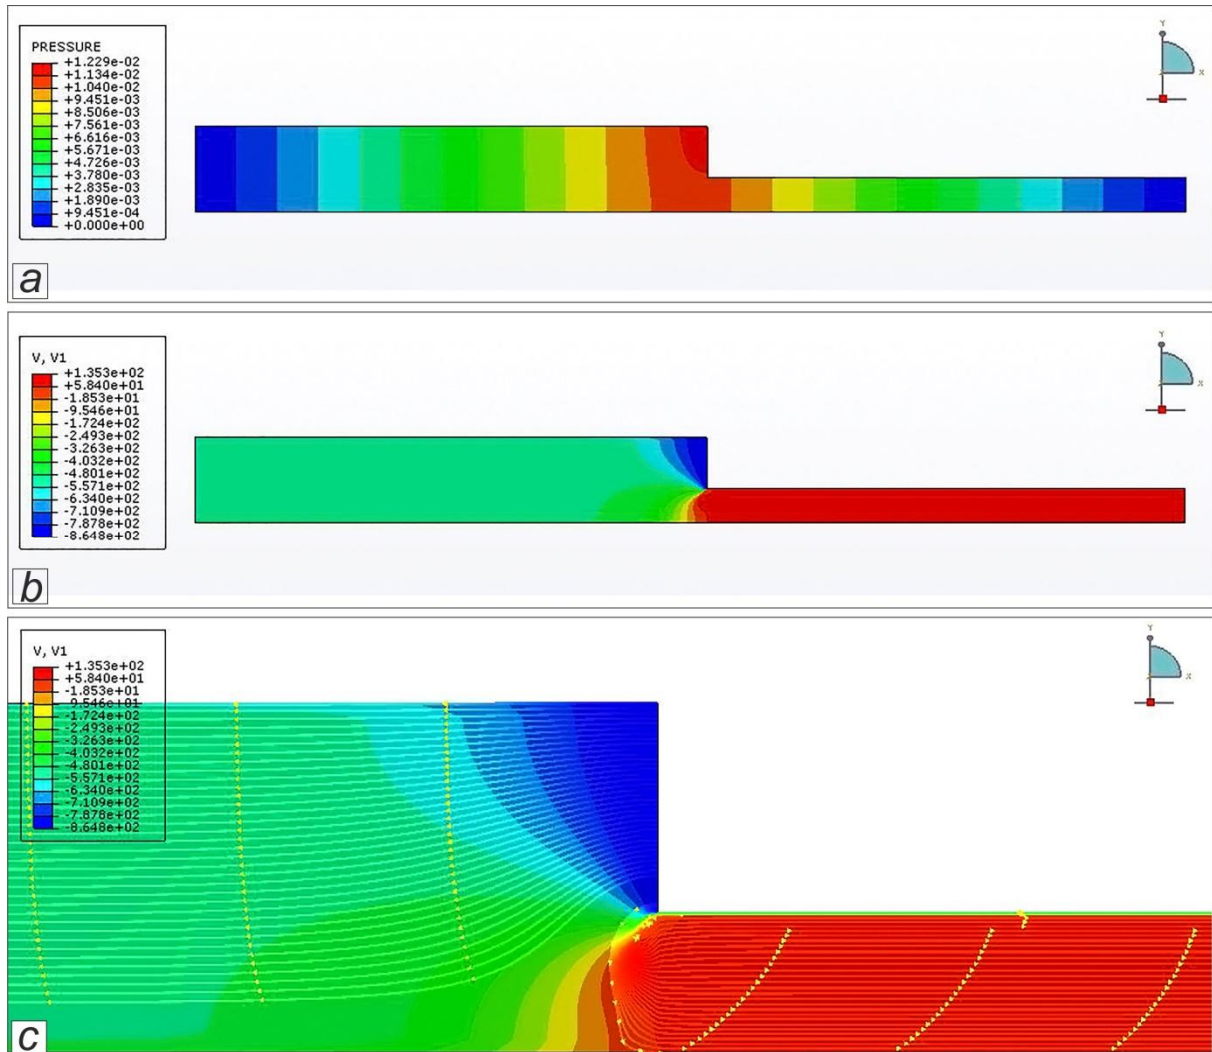 PRESSURE
+1.229e-02
+1.134e-02
+1.040e-02
+9.451e-03
+8.506e-03
+7.561e-03
+6.616e-03
+5.671e-03
+4.726e-03
+3.780e-03
+2.835e-03
+1.890e-03
+9.451e-04
+0.000e+00
Y
X
a
V, V1
+1.353e+02
+5.840e+01
-1.853e+01
-9.546e+01
-1.724e+02
-2.493e+02
-3.263e+02
-4.032e+02
-4.801e+02
-5.571e+02
-6.340e+02
-7.109e+02
-7.878e+02
-8.648e+02
Y
X
b
V, V1
+1.353e+02
+5.840e+01
-1.853e+01
-9.546e+01
-1.724e+02
-2.493e+02
-3.263e+02
-4.032e+02
-4.801e+02
-5.571e+02
-6.340e+02
-7.109e+02
-7.878e+02
-8.648e+02
Y
X
c